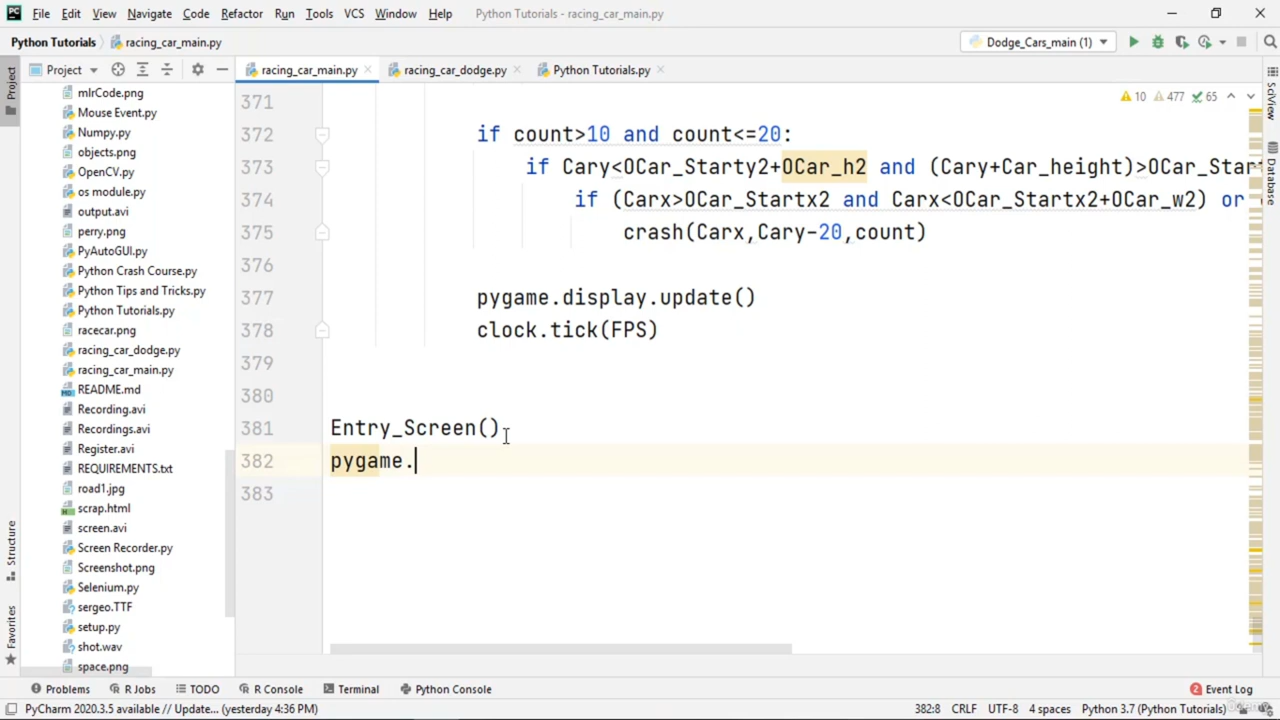 File Edit View Navigate Code Refactor Run Tools VCS Window Help Python Tutorials - racing_car_main.py
Python Tutorials racing_car_main.py Dodge_Cars_main (1)
Project racing_car_main.py racing_car_dodge.py Python Tutorials.py
Project
Structure
Favorites
SciView
Database
10 477 65
mlrCode.png
Mouse Event.py
Numpy.py
objects.png
OpenCV.py
os module.py
output.avi
perry.png
PyAutoGUI.py
Python Crash Course.py
Python Tips and Tricks.py
Python Tutorials.py
racecar.png
racing_car_dodge.py
racing_car_main.py
README.md
Recording.avi
Recordings.avi
Register.avi
REQUIREMENTS.txt
road1.jpg
scrap.html
screen.avi
Screen Recorder.py
Screenshot.png
Selenium.py
sergeo.TTF
setup.py
shot.wav
space.png
371
372 if count>10 and count<=20:
373 if Cary<OCar_Starty2+OCar_h2 and (Cary+Car_height)>OCar_Start
374 if (Carx>OCar_Startx2 and Carx<OCar_Startx2+OCar_w2) or
375 crash(Carx,Cary-20,count)
376
377 pygame.display.update()
378 clock.tick(FPS)
379
380
381 Entry_Screen()
382 pygame.
383
Problems R Jobs TODO R Console Terminal Python Console Event Log
PyCharm 2020.3.5 available // Update... (yesterday 4:36 PM) 382:8 CRLF UTF-8 4 spaces Python 3.7 (Python Tutorials)